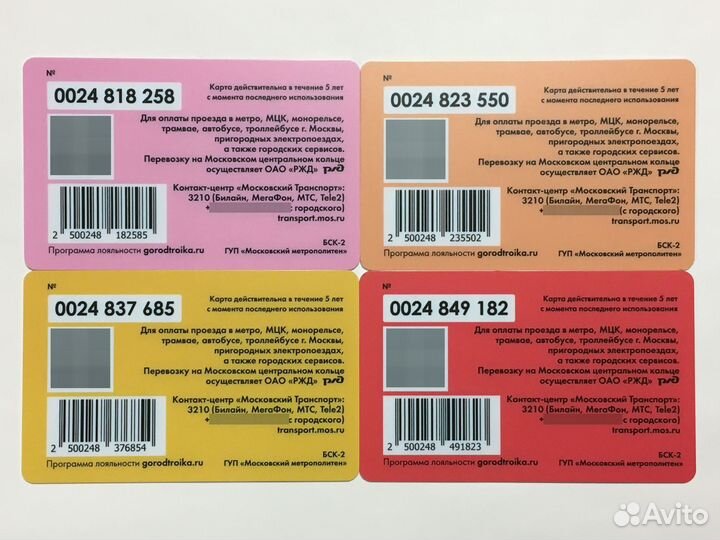 №
0024 818 258
Карта действительна в течение 5 лет
с момента последнего использования
Для оплаты проезда в метро, МЦК, монорельсе,
трамвае, автобусе, троллейбусе г. Москвы,
пригородных электропоездах,
а также городских сервисов.
Перевозку на Московском центральном кольце
осуществляет ОАО «РЖД» РЖД
Контакт-центр «Московский Транспорт»:
3210 (Билайн, МегаФон, МТС, Tele2)
+ городского)
transport.mos.ru
2 500248 182585
Программа лояльности gorodtroika.ru
БСК-2
ГУП «Московский метрополитен»
№
0024 823 550
Карта действительна в течение 5 лет
с момента последнего использования
Для оплаты проезда в метро, МЦК, монорельсе,
трамвае, автобусе, троллейбусе г. Москвы,
пригородных электропоездах,
а также городских сервисов.
Перевозку на Московском центральном кольце
осуществляет ОАО «РЖД» РЖД
Контакт-центр «Московский Транспорт»:
3210 (Билайн, МегаФон, МТС, Tele2)
+ (с городского)
transport.mos.ru
2 500248 235502
Программа лояльности gorodtroika.ru
БСК-2
ГУП «Московский метрополитен»
№
0024 837 685
Карта действительна в течение 5 лет
с момента последнего использования
Для оплаты проезда в метро, МЦК, монорельсе,
трамвае, автобусе, троллейбусе г. Москвы,
пригородных электропоездах,
а также городских сервисов.
Перевозку на Московском центральном кольце
осуществляет ОАО «РЖД» РЖД
Контакт-центр «Московский Транспорт»:
3210 (Билайн, МегаФон, МТС, Tele2)
+ с городского)
transport.mos.ru
2 500248 376854
Программа лояльности gorodtroika.ru
БСК-2
ГУП «Московский метрополитен»
№
0024 849 182
Карта действительна в течение 5 лет
с момента последнего использования
Для оплаты проезда в метро, МЦК, монорельсе,
трамвае, автобусе, троллейбусе г. Москвы,
пригородных электропоездах,
а также городских сервисов.
Перевозку на Московском центральном кольце
осуществляет ОАО «РЖД» РЖД
Контакт-центр «Московский Транспорт»:
3210 (Билайн, МегаФон, МТС, Tele2)
+ (с городского)
transport.mos.ru
2 500248 491823
Программа лояльности gorodtroika.ru
БСК-2
ГУП «Московский метрополитен»
Avito